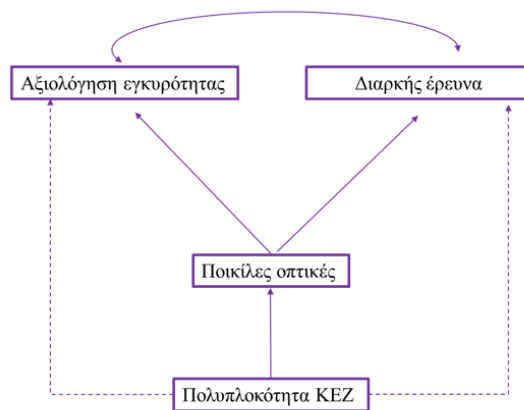 Αξιολόγηση εγκυρότητας
Διαρκής έρευνα
Ποικίλες οπτικές
Πολυπλοκότητα ΚΕΖ